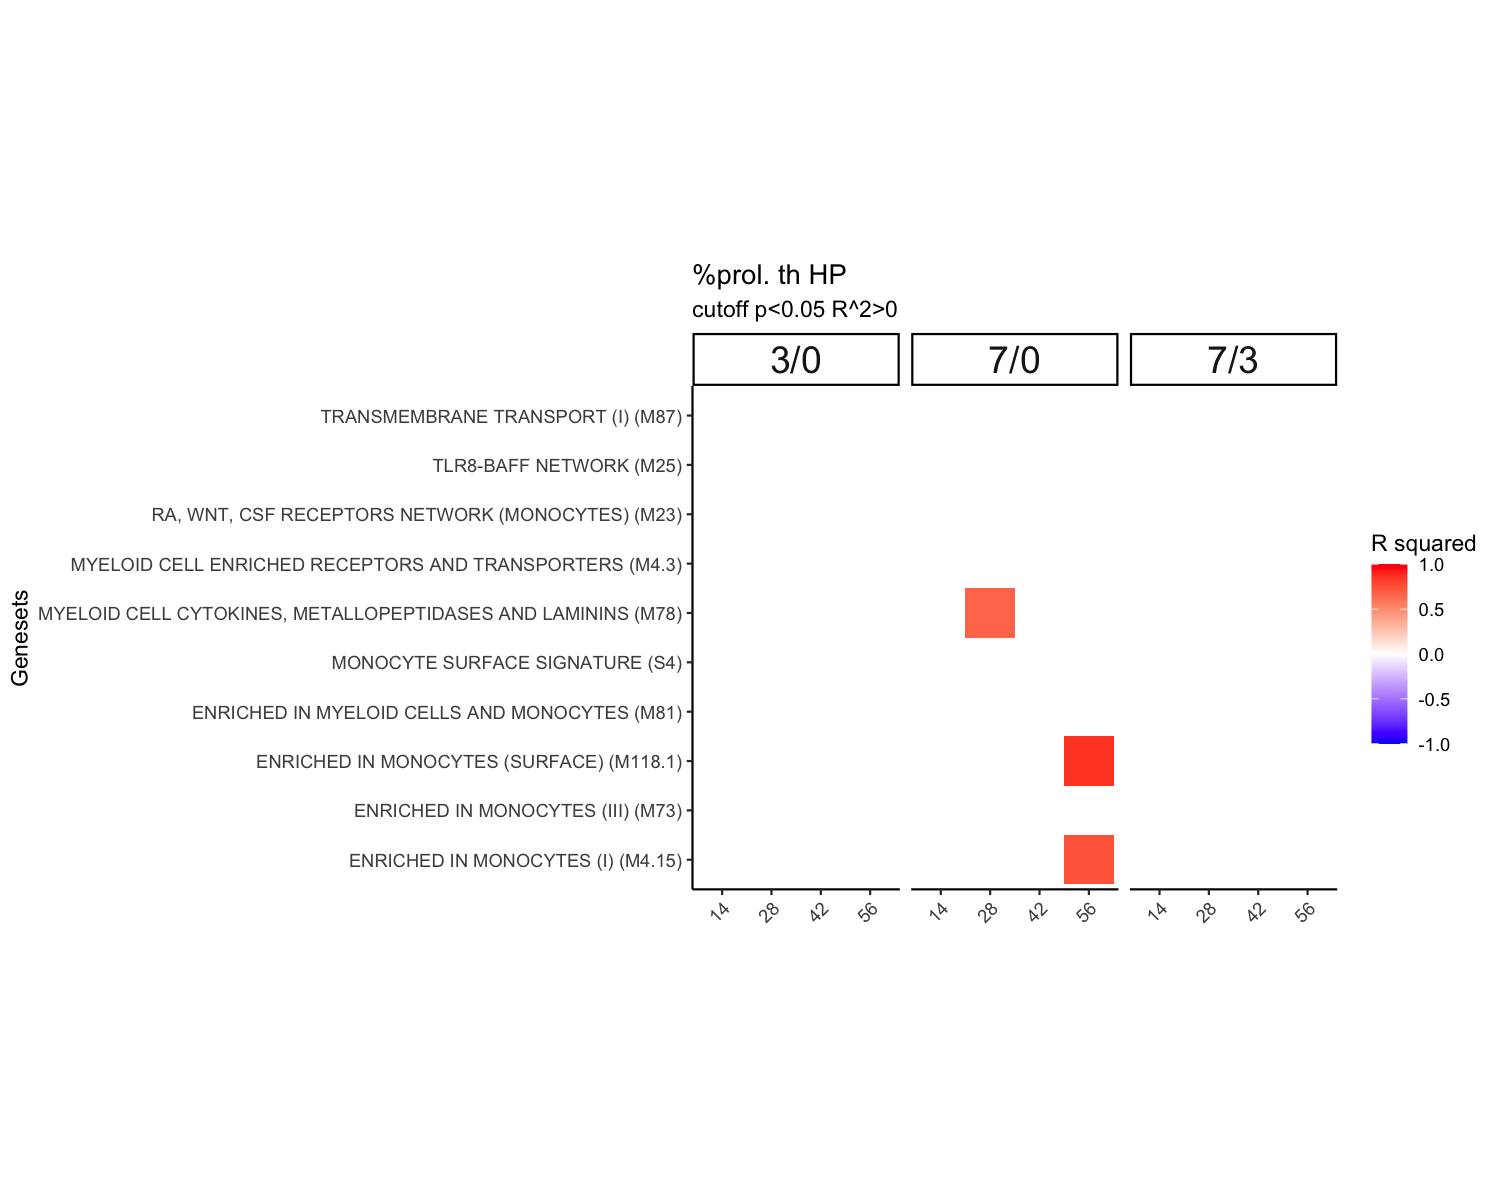 %prol. th HP
cutoff p<0.05 R^2>0
3/0 7/0 7/3
TRANSMEMBRANE TRANSPORT (I) (M87)
TLR8-BAFF NETWORK (M25)
RA, WNT, CSF RECEPTORS NETWORK (MONOCYTES) (M23)
MYELOID CELL ENRICHED RECEPTORS AND TRANSPORTERS (M4.3)
MYELOID CELL CYTOKINES, METALLOPEPTIDASES AND LAMININS (M78)
MONOCYTE SURFACE SIGNATURE (S4)
ENRICHED IN MYELOID CELLS AND MONOCYTES (M81)
ENRICHED IN MONOCYTES (SURFACE) (M118.1)
ENRICHED IN MONOCYTES (III) (M73)
ENRICHED IN MONOCYTES (I) (M4.15)
Genesets
14 28 42 56 14 28 42 56 14 28 42 56
R squared
1.0
0.5
0.0
-0.5
-1.0